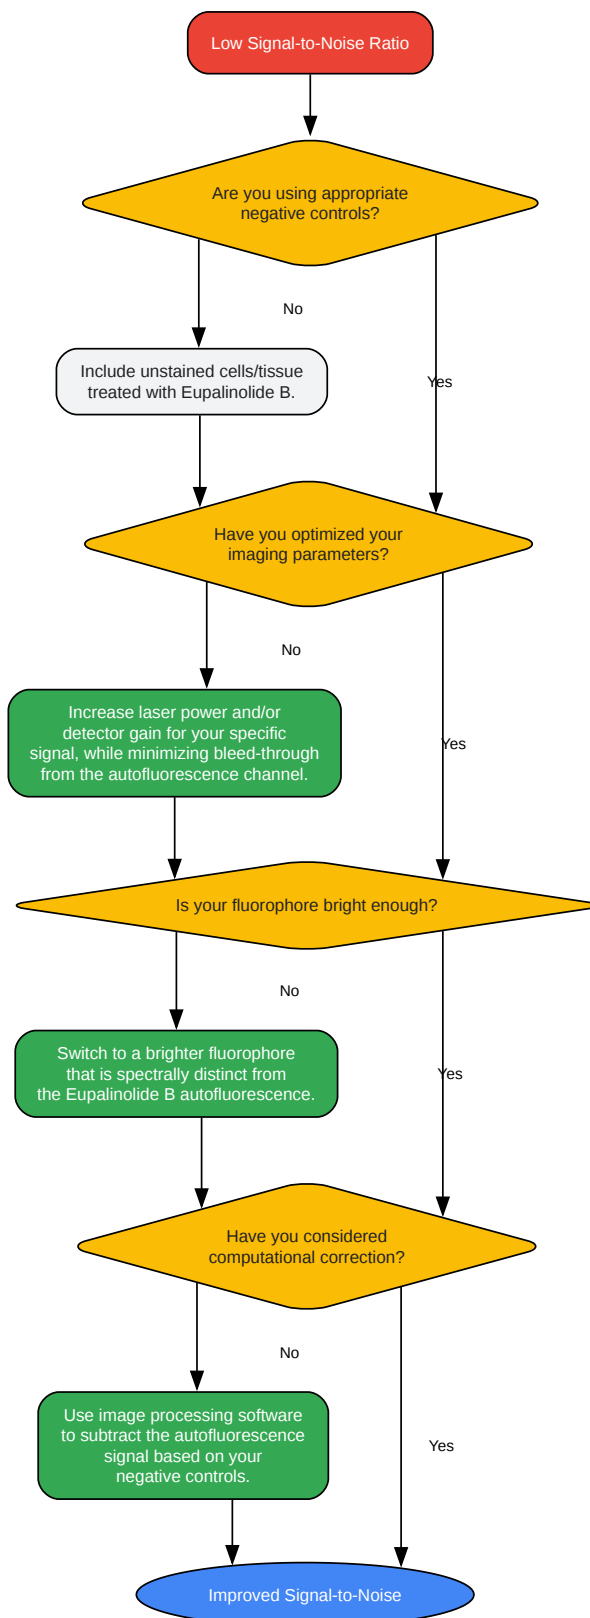 Low Signal-to-Noise Ratio
Are you using appropriate
negative controls?
No
Include unstained cells/tissue
treated with Eupalinolide B.
Yes
Have you optimized your
imaging parameters?
No
Increase laser power and/or
detector gain for your specific
signal, while minimizing bleed-through
from the autofluorescence channel.
Yes
Is your fluorophore bright enough?
No
Switch to a brighter fluorophore
that is spectrally distinct from
the Eupalinolide B autofluorescence.
Yes
Have you considered
computational correction?
No
Use image processing software
to subtract the autofluorescence
signal based on your
negative controls.
Yes
Improved Signal-to-Noise